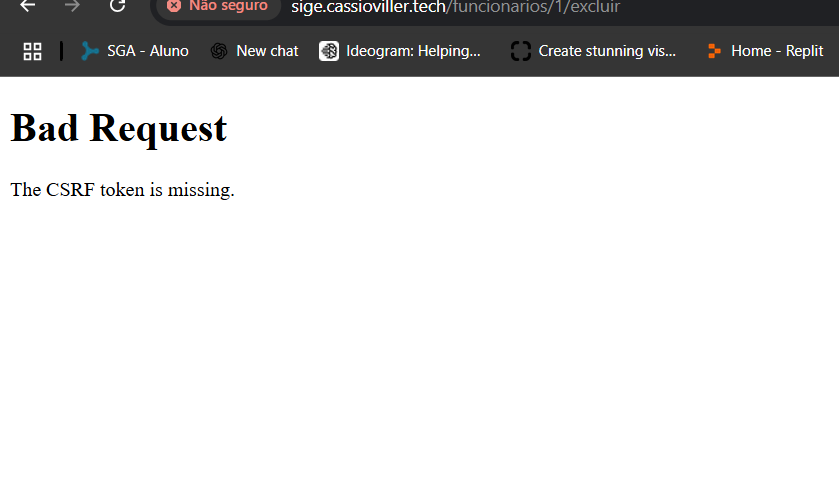 Não seguro sige.cassioviller.tech/funcionarios/1/excluir
SGA - Aluno New chat Ideogram: Helping... Create stunning vis... Home - Replit
Bad Request
The CSRF token is missing.